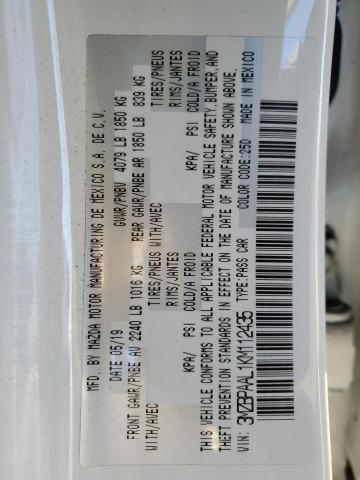 MFD. BY MAZDA MOTOR MANUFACTURING DE MEXICO S.A. DE C.V.
DATE 05/19 GVWR/PNBV 4079 LB 1850 KG
FRONT GAWR/PNBE AV 2240 LB 1016 KG REAR GAWR/PNBE AR 1850 LB 839 KG
WITH/AVEC TIRES/PNEUS WITH/AVEC TIRES/PNEUS
RIMS/JANTES RIMS/JANTES
KPA/ PSI COLD/A FROID KPA/ PSI COLD/A FROID
THIS VEHICLE CONFORMS TO ALL APPLICABLE FEDERAL MOTOR VEHICLE SAFETY, BUMPER, AND
THEFT PREVENTION STANDARDS IN EFFECT ON THE DATE OF MANUFACTURE SHOWN ABOVE.
VIN: 3MZBPAAL1KM112435 TYPE: PASS CAR COLOR CODE: 25D MADE IN MEXICO